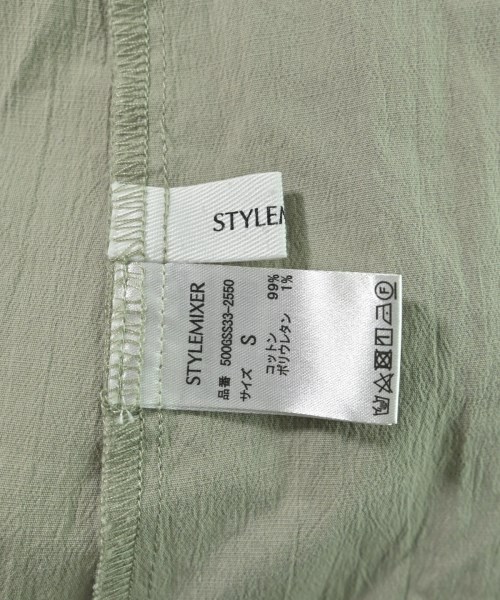 STYLEM
STYLEMIXER
品番 500GSS33-2550
サイズ S
コットン 99%
ポリウレタン 1%